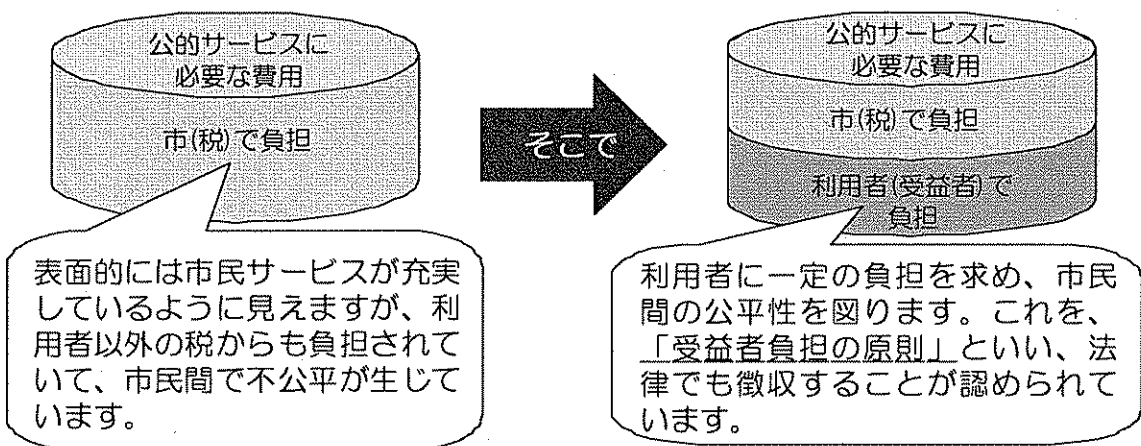 公的サービスに
必要な費用
市(税)で負担
表面的には市民サービスが充実
しているように見えますが、利
用者以外の税からも負担されて
いて、市民間で不公平が生じて
います。
そこで
公的サービスに
必要な費用
市(税)で負担
利用者(受益者)で
負担
利用者に一定の負担を求め、市民
間の公平性を図ります。これを、
「受益者負担の原則」といい、法
律でも徴収することが認められて
います。